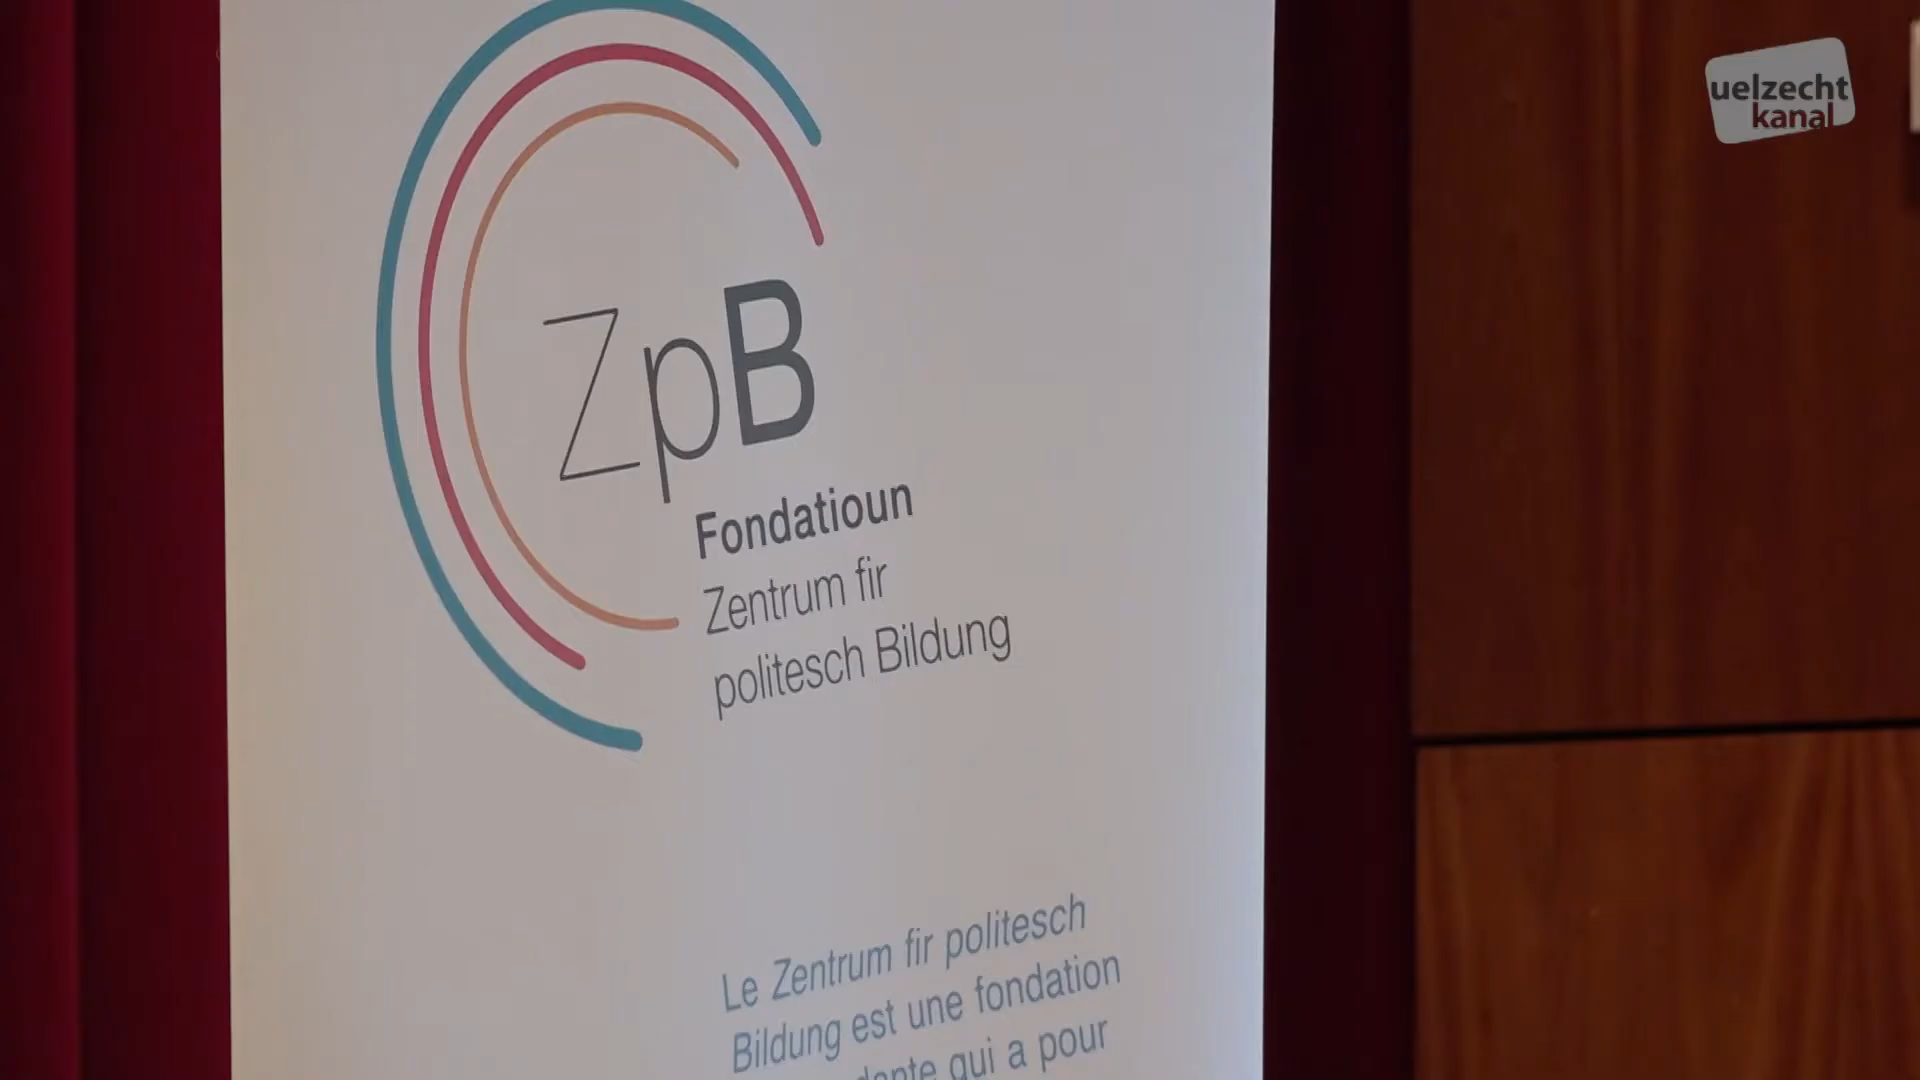 uelzecht
kanal
ZpB
Fondatioun
Zentrum fir
politesch Bildung
Le Zentrum fir politesch
Bildung est une fondation
qui a pour